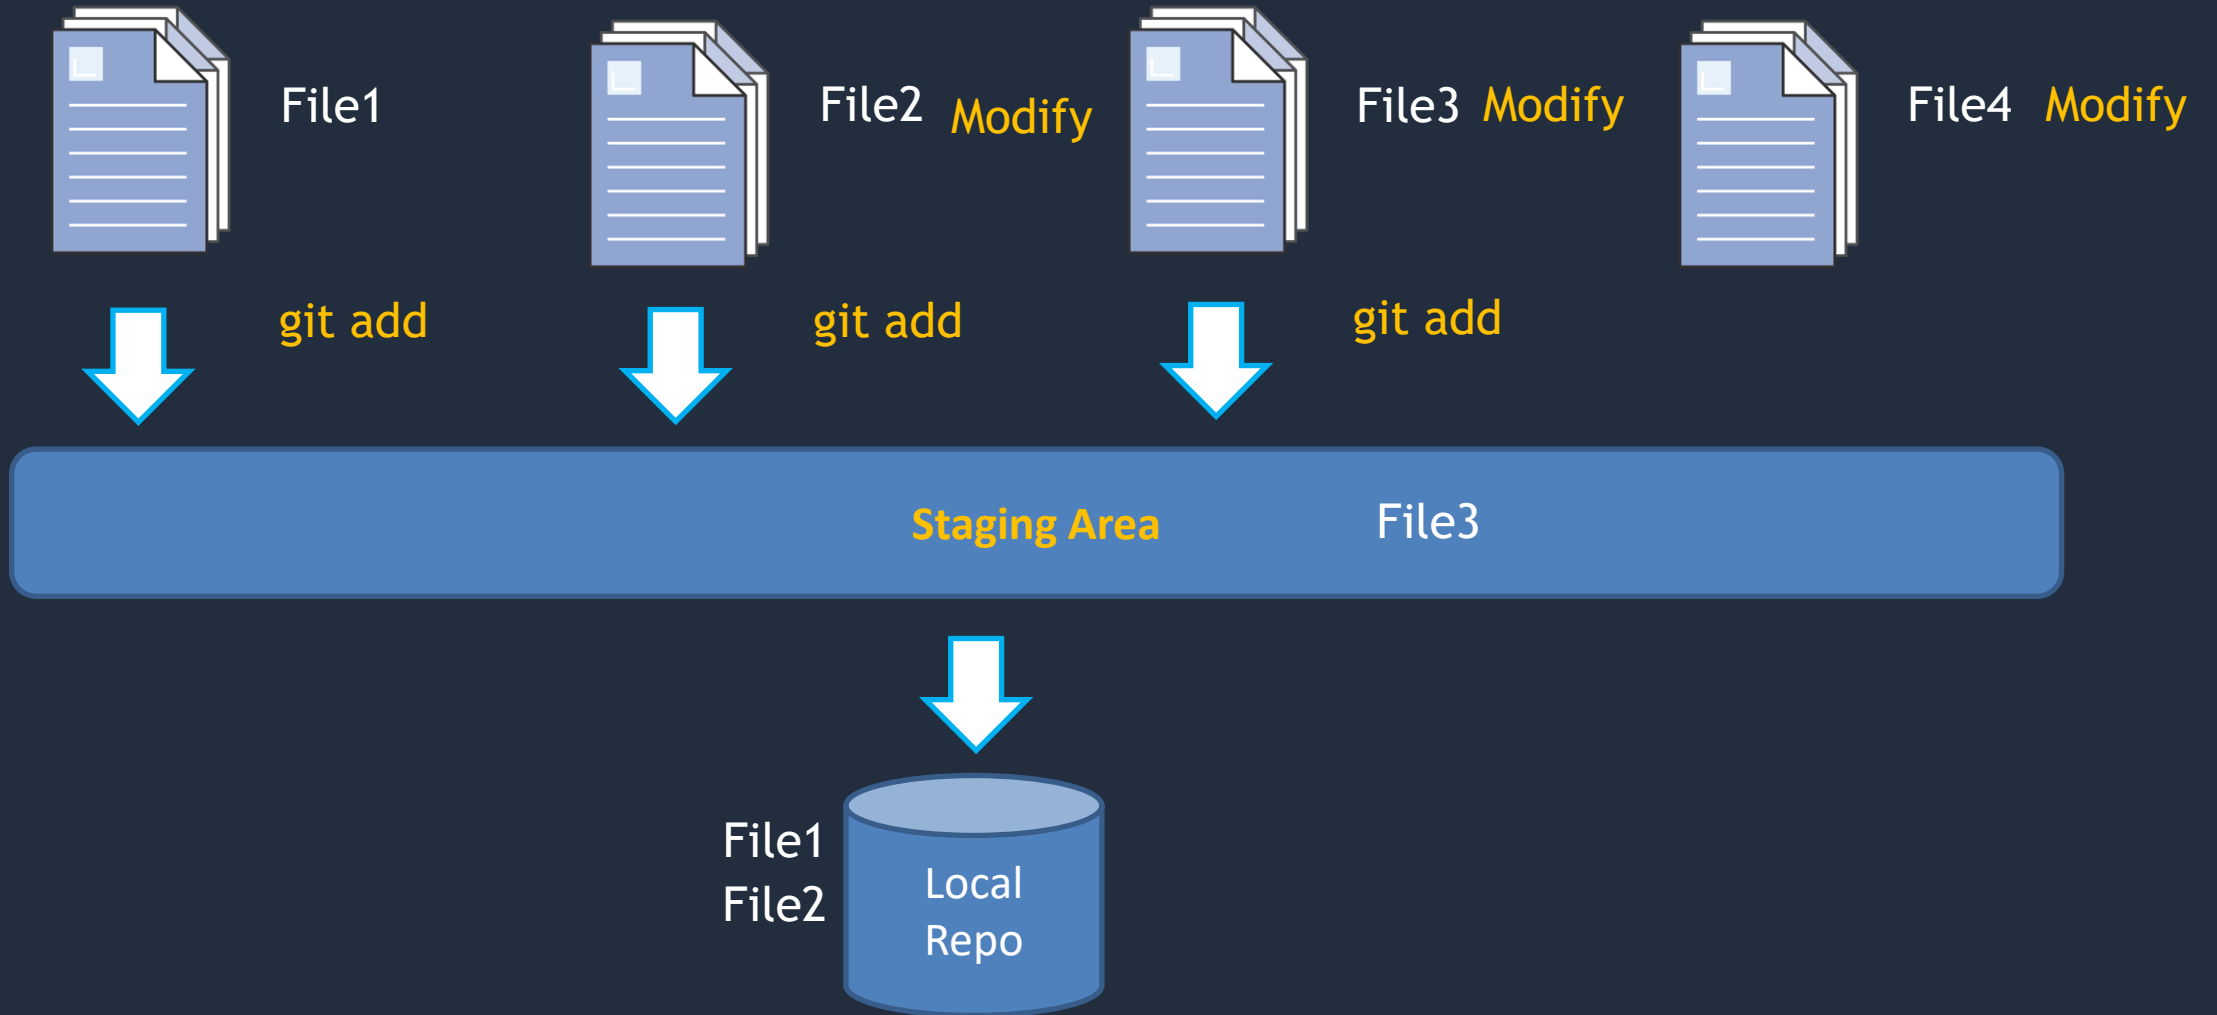 File1
File2 Modify
File3 Modify
File4 Modify
git add
git add
git add
Staging Area
File3
File1
File2
Local
Repo